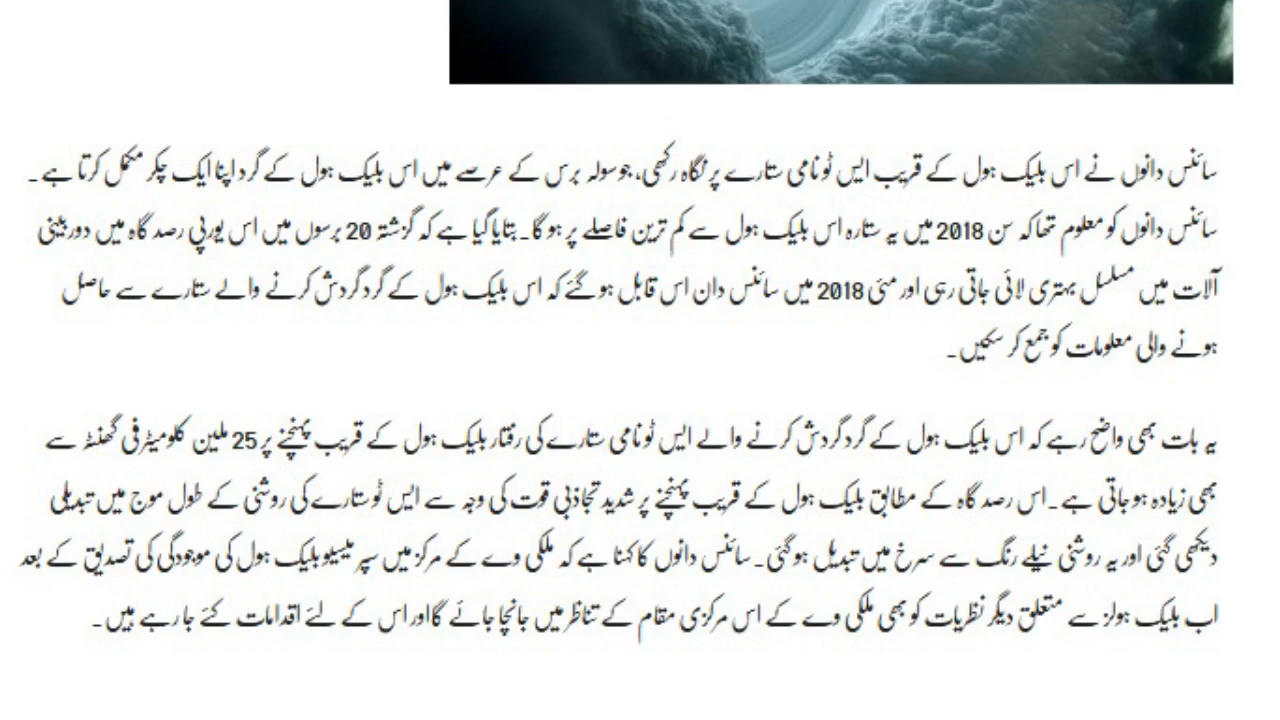 سائنس دانوں نے اس بلیک ہول کے قریب ایس ٹو نامی ستارے پر نگاہ رکھی، جو سولہ برس کے عرصے میں اس بلیک ہول کے گرد اپنا ایک چکر مکمل کرتا ہے۔
سائنس دانوں کو معلوم تھا کہ سن 2018 میں یہ ستارہ اس بلیک ہول سے کم ترین فاصلے پر ہو گا۔ بتایا گیا ہے کہ گزشتہ 20 برسوں میں اس یورپی رصد گاہ میں دوربینی
آلات میں مسلسل بہتری لائی جاتی رہی اور مئی 2018 میں سائنس دان اس قابل ہو گئے کہ اس بلیک ہول کے گرد گردش کرنے والے ستارے سے حاصل
ہونے والی معلومات کو جمع کر سکیں۔
یہ بات بھی واضح رہے کہ اس بلیک ہول کے گرد گردش کرنے والے ایس ٹو نامی ستارے کی رفتار بلیک ہول کے قریب پہنچنے پر 25 ملین کلومیٹر فی گھنٹہ سے
بھی زیادہ ہو جاتی ہے۔ اس رصد گاہ کے مطابق بلیک ہول کے قریب پہنچنے پر شدید تجاذبی قوت کی وجہ سے ایس ٹو ستارے کی روشنی کے طول موج میں تبدیلی
دیکھی گئی اور یہ روشنی نیلے رنگ سے سرخ میں تبدیل ہو گئی۔ سائنس دانوں کا کہنا ہے کہ ملکی وے کے مرکز میں سپر میسیو بلیک ہول کی موجودگی کی تصدیق کے بعد
اب بلیک ہولز سے متعلق دیگر نظریات کو بھی ملکی وے کے اس مرکزی مقام کے تناظر میں جانچا جائے گا اور اس کے لئے اقدامات کئے جا رہے ہیں۔